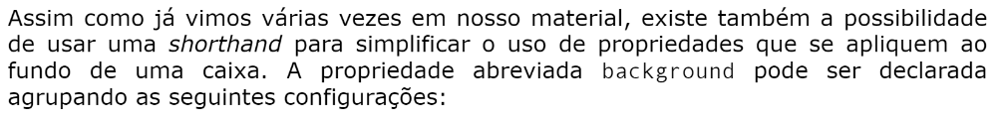 Assim como já vimos várias vezes em nosso material, existe também a possibilidade
de usar uma shorthand para simplificar o uso de propriedades que se apliquem ao
fundo de uma caixa. A propriedade abreviada background pode ser declarada
agrupando as seguintes configurações: